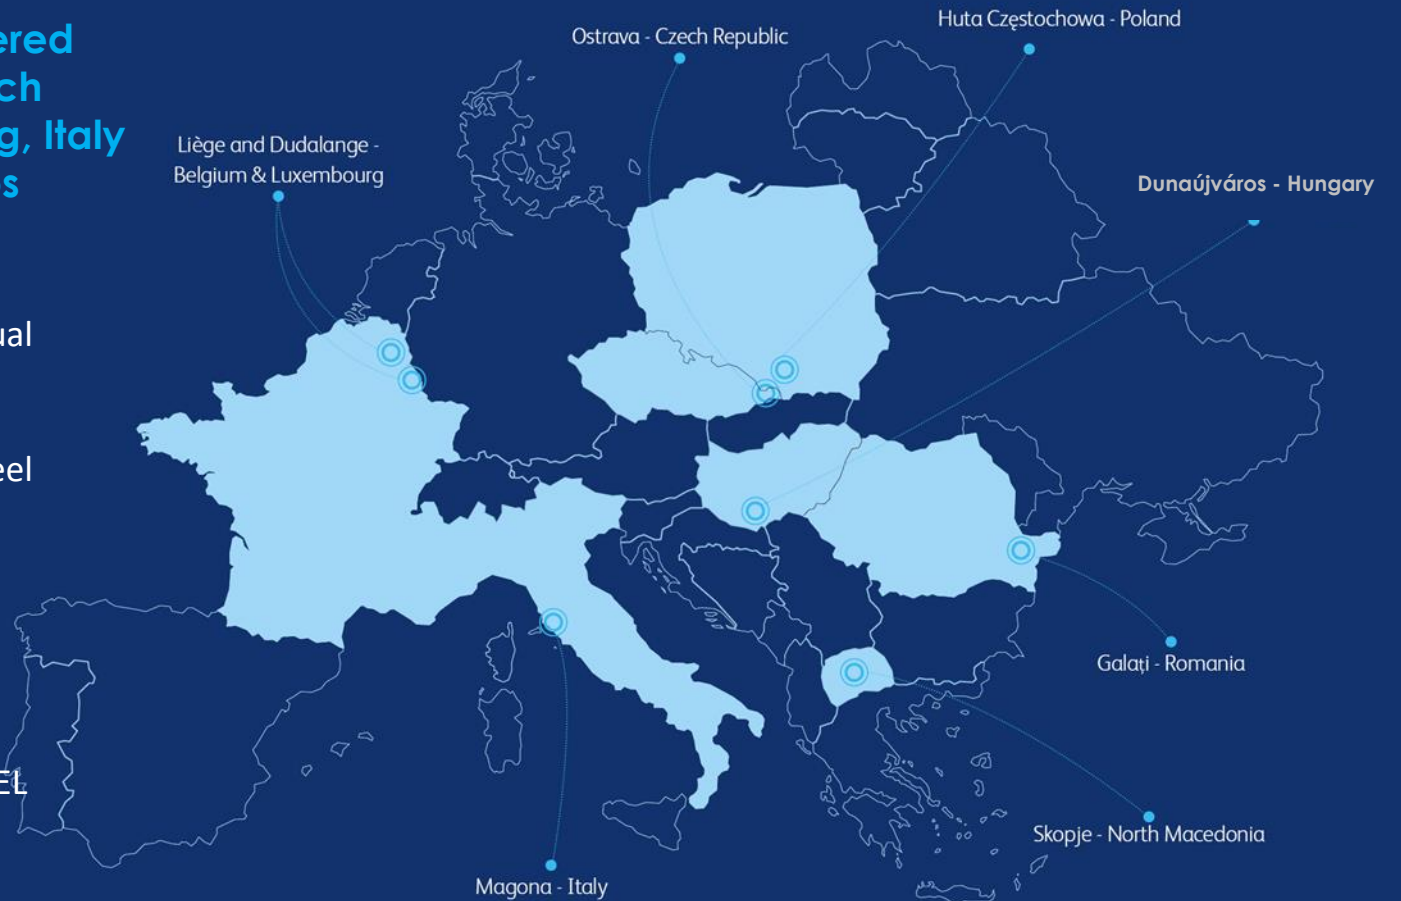 ered
ch
g, Italy
os
ual
eel
EL
Ostrava - Czech Republic
Huta Częstochowa - Poland
Liège and Dudalange -
Belgium & Luxembourg
Dunaújváros - Hungary
Galați - Romania
Skopje - North Macedonia
Magona - Italy